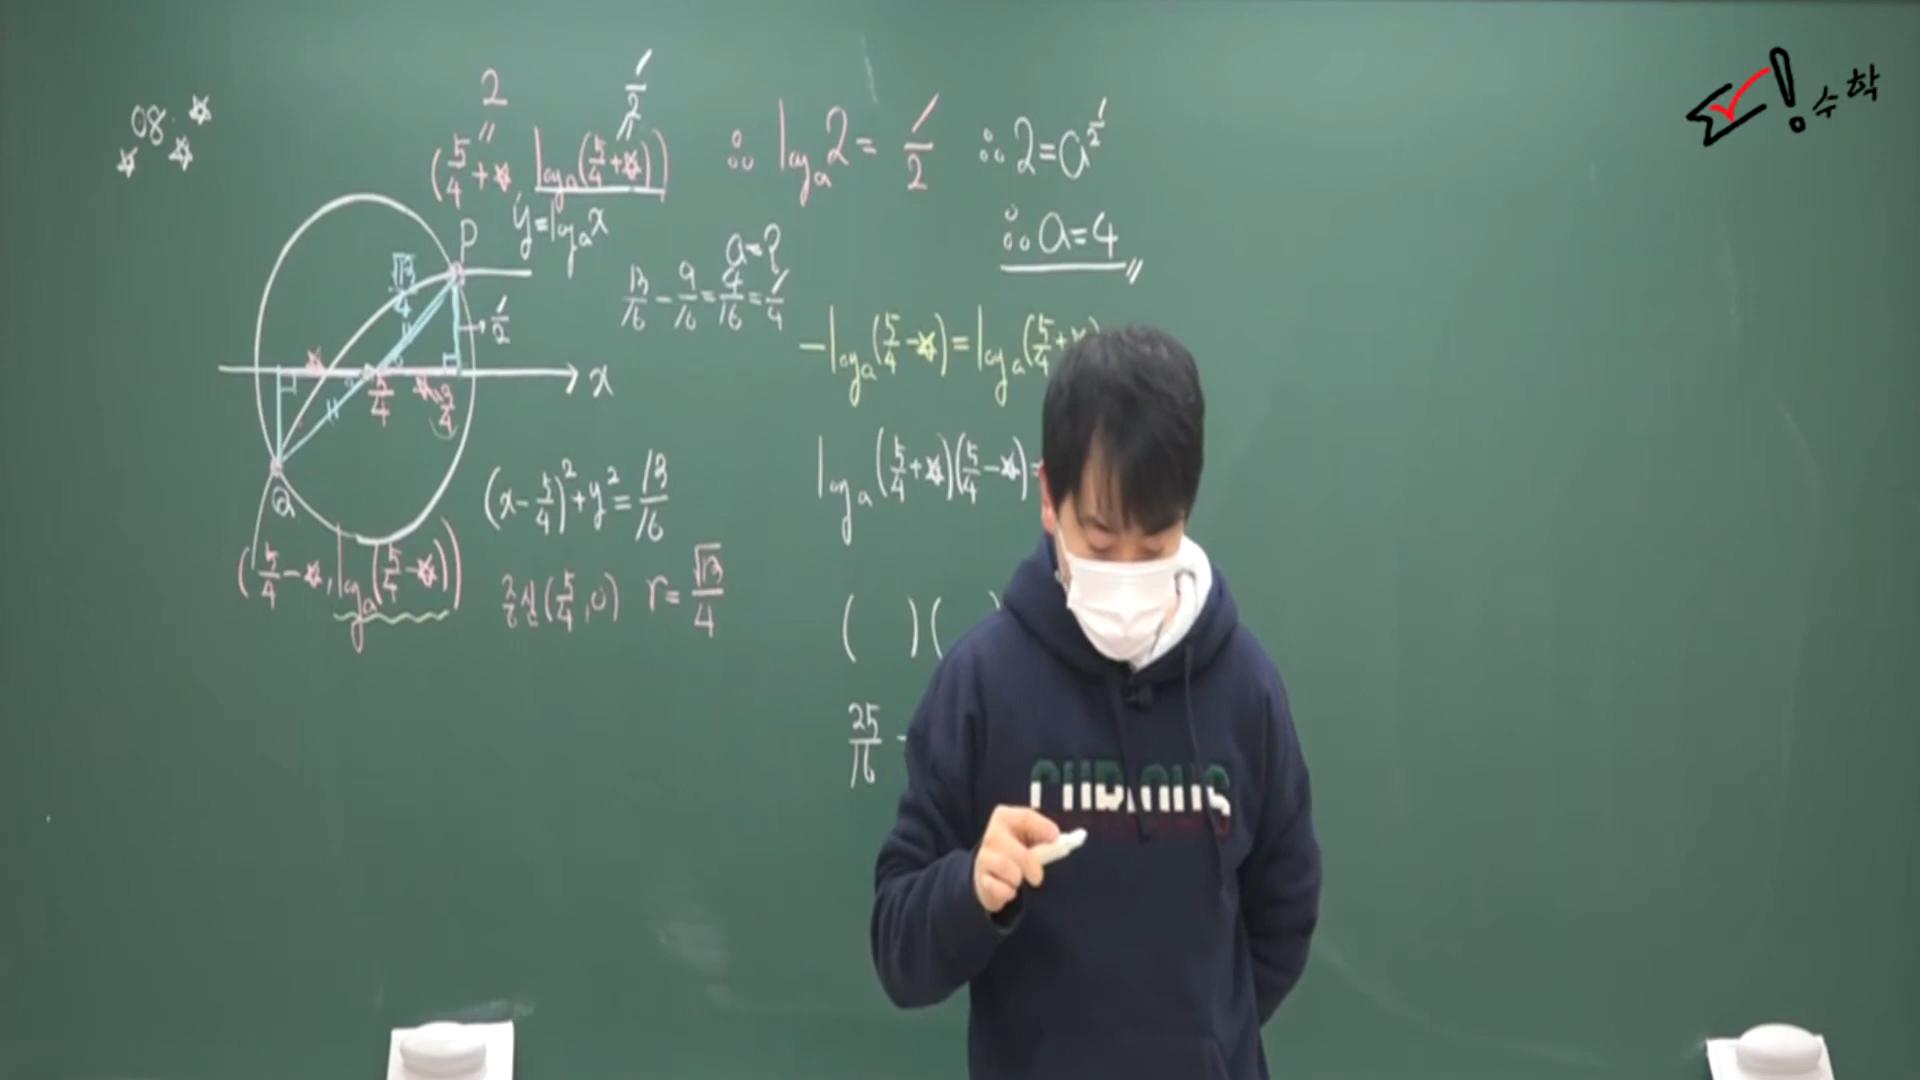 08.
2
1/2
(5/4+☆, log_a(5/4+☆))
y=log_a x
P
√13/4
1/2
a=?
13/16 - 9/16 = 4/16 = 1/4
☆
5/4
☆
3/4
x
Q
(x-5/4)²+y²=13/16
(5/4-☆, log_a(5/4-☆))
중심(5/4, 0) r=√13/4
∴ log_a 2 = 1/2
∴ 2=a^(1/2)
∴ a=4
-log_a(5/4-☆)=log_a(5/4+☆)
log_a(5/4+☆)(5/4-☆)=
( )(
25/16 -
수학